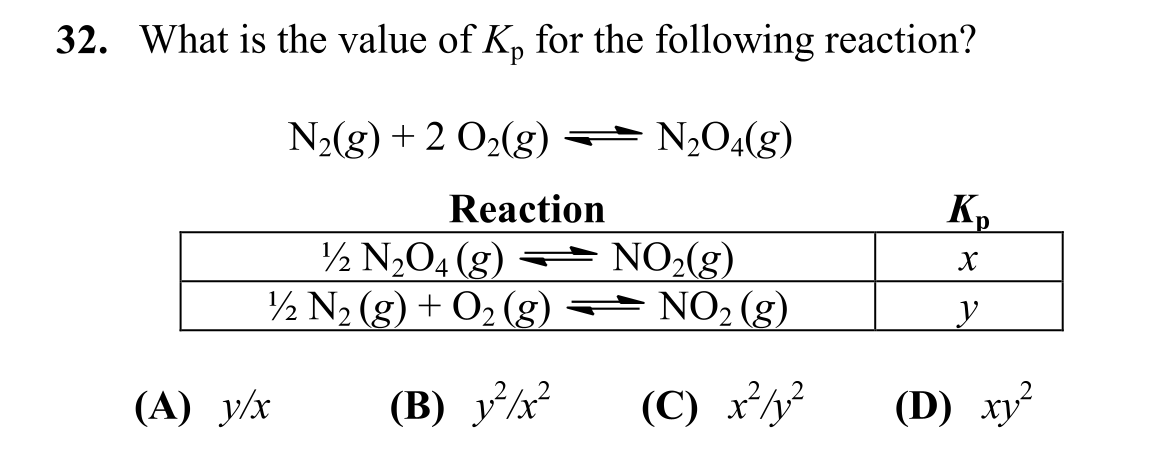 32. What is the value of Kₚ for the following reaction?
N₂(g) + 2 O₂(g) ⇌ N₂O₄(g)
Reaction Kₚ
½ N₂O₄ (g) ⇌ NO₂(g) x
½ N₂ (g) + O₂ (g) ⇌ NO₂ (g) y
(A) y/x (B) y²/x² (C) x²/y² (D) xy²